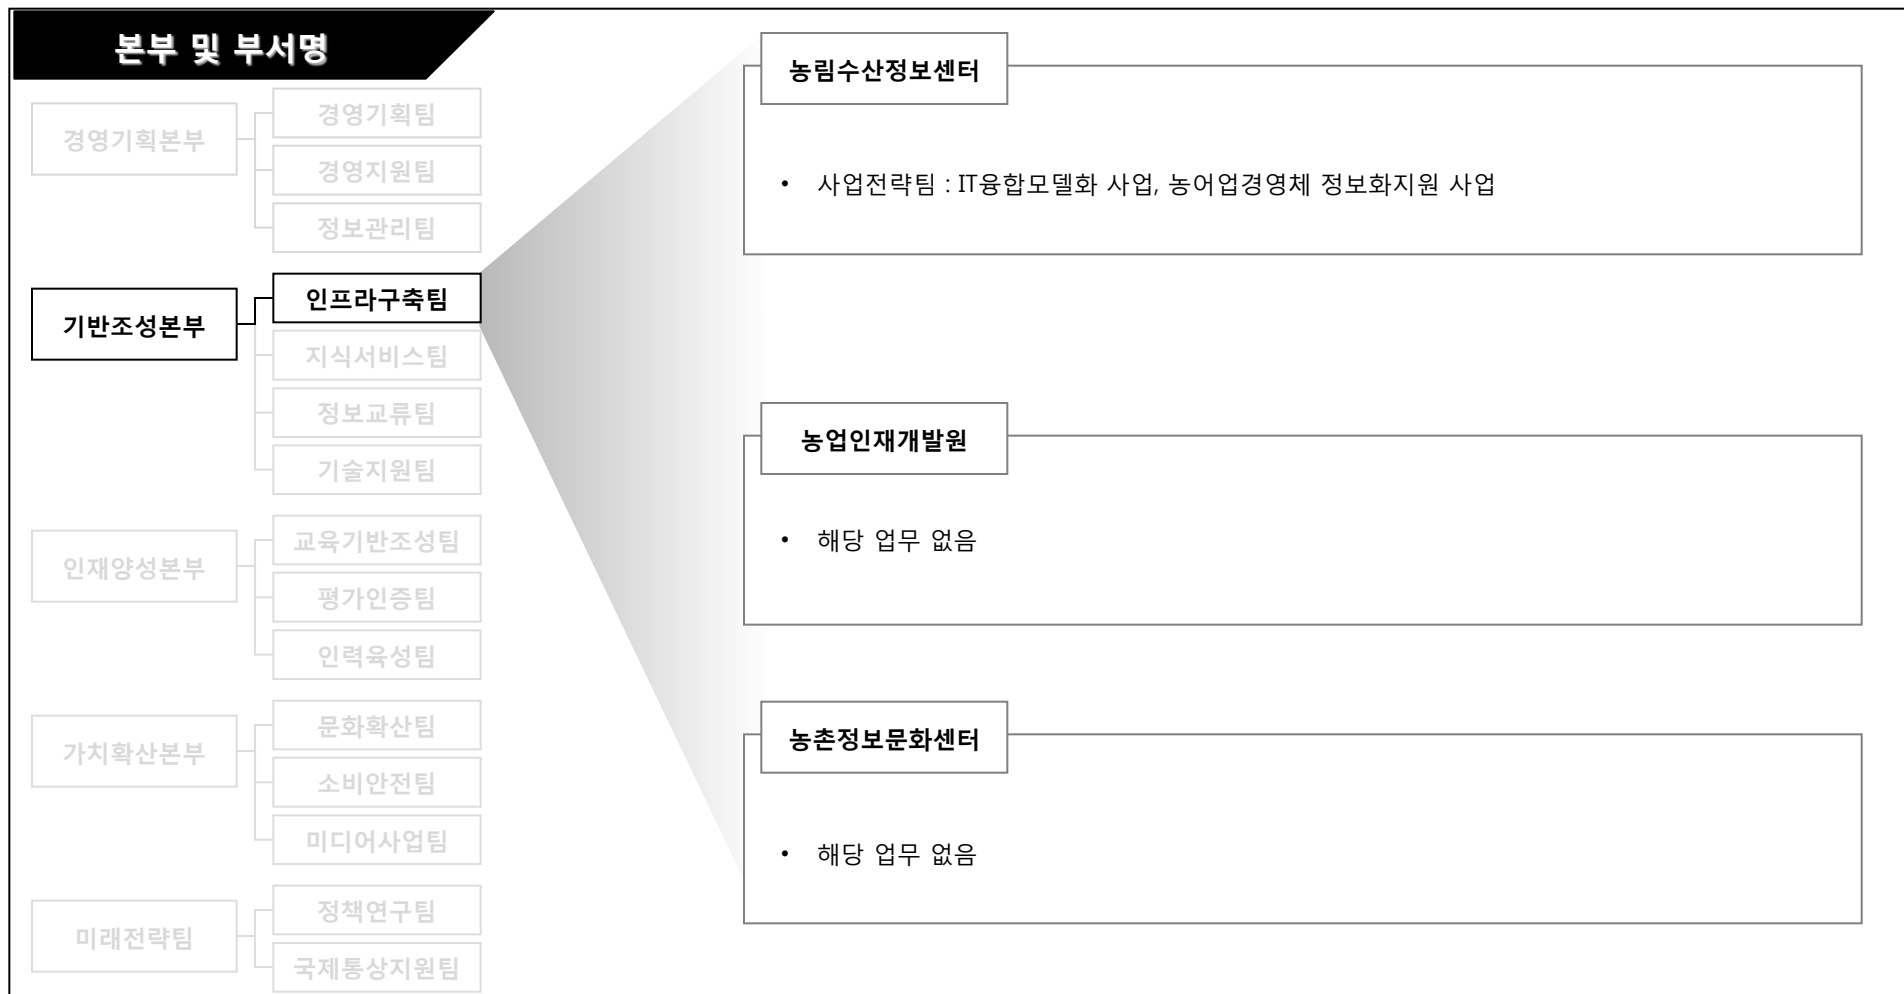 본부 및 부서명
경영기획본부
경영기획팀
경영지원팀
정보관리팀
기반조성본부
인프라구축팀
지식서비스팀
정보교류팀
기술지원팀
인재양성본부
교육기반조성팀
평가인증팀
인력육성팀
가치확산본부
문화확산팀
소비안전팀
미디어사업팀
미래전략팀
정책연구팀
국제통상지원팀
농림수산정보센터
• 사업전략팀 : IT융합모델화 사업, 농어업경영체 정보화지원 사업
농업인재개발원
• 해당 업무 없음
농촌정보문화센터
• 해당 업무 없음